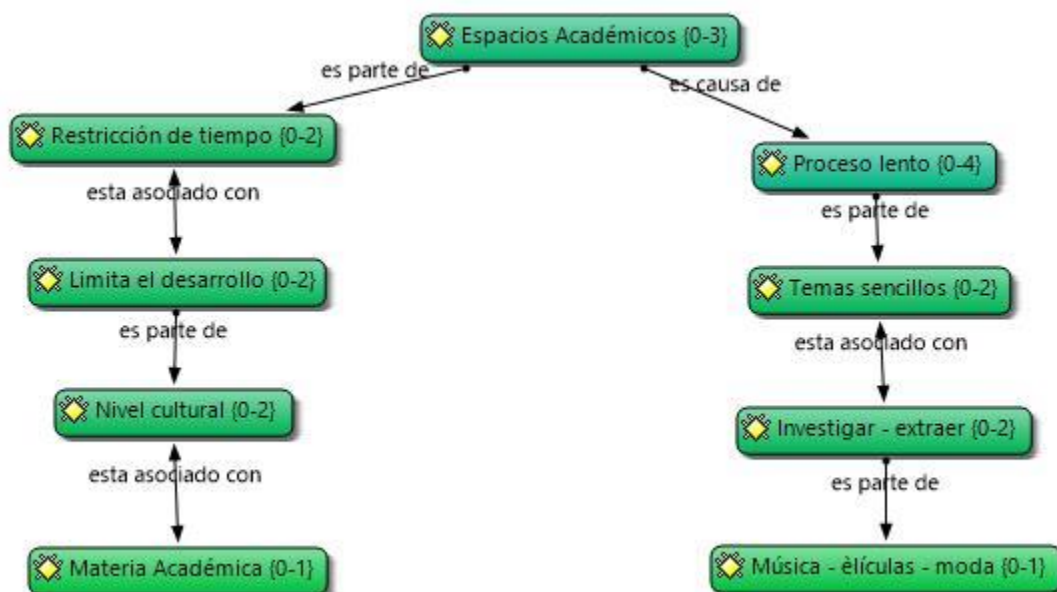 Espacios Académicos {0-3}
es parte de
es causa de
Restricción de tiempo {0-2}
Proceso lento {0-4}
esta asociado con
es parte de
Limita el desarrollo {0-2}
Temas sencillos {0-2}
es parte de
esta asociado con
Nivel cultural {0-2}
Investigar - extraer {0-2}
esta asociado con
es parte de
Materia Académica {0-1}
Música - èlículas - moda {0-1}